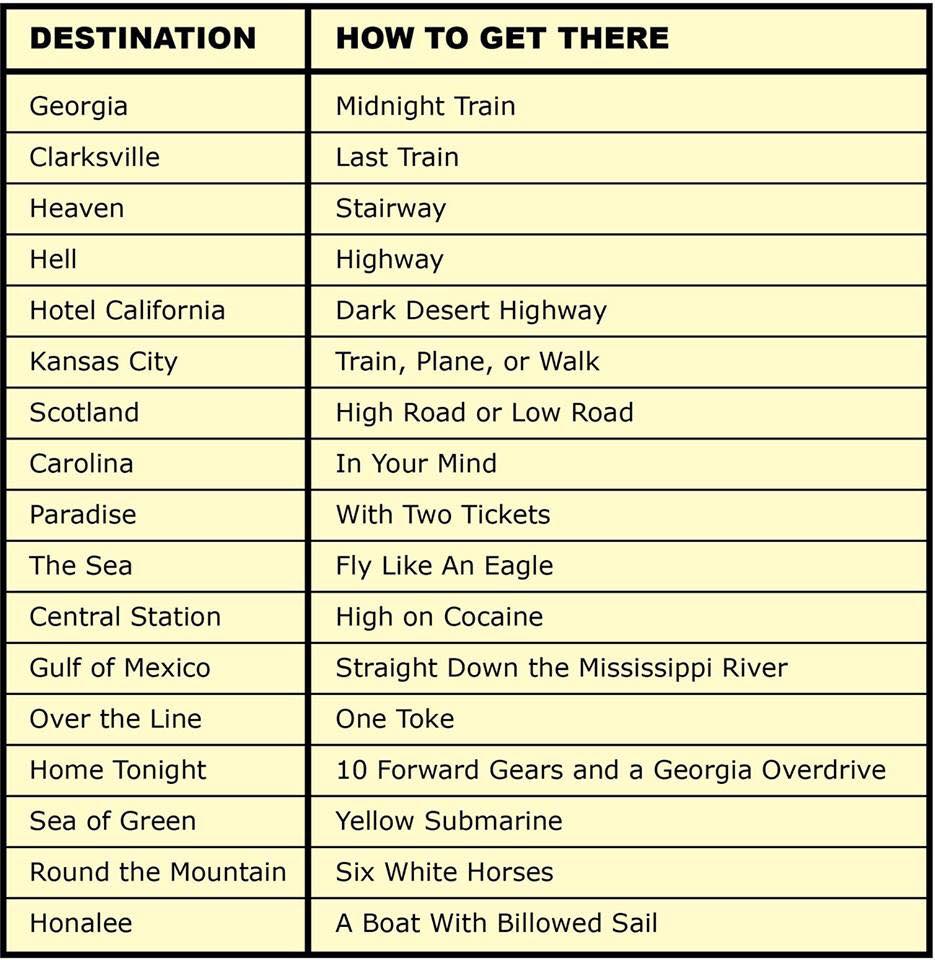 DESTINATION HOW TO GET THERE
Georgia Midnight Train
Clarksville Last Train
Heaven Stairway
Hell Highway
Hotel California Dark Desert Highway
Kansas City Train, Plane, or Walk
Scotland High Road or Low Road
Carolina In Your Mind
Paradise With Two Tickets
The Sea Fly Like An Eagle
Central Station High on Cocaine
Gulf of Mexico Straight Down the Mississippi River
Over the Line One Toke
Home Tonight 10 Forward Gears and a Georgia Overdrive
Sea of Green Yellow Submarine
Round the Mountain Six White Horses
Honalee A Boat With Billowed Sail